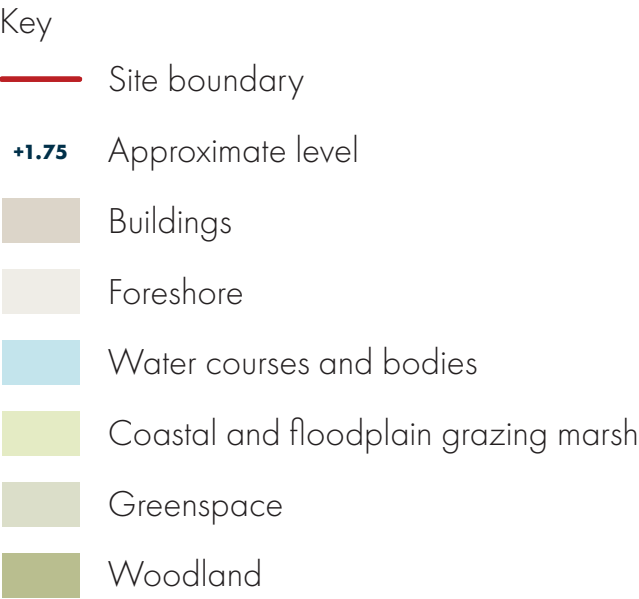 Key
Site boundary
+1.75 Approximate level
Buildings
Foreshore
Water courses and bodies
Coastal and floodplain grazing marsh
Greenspace
Woodland